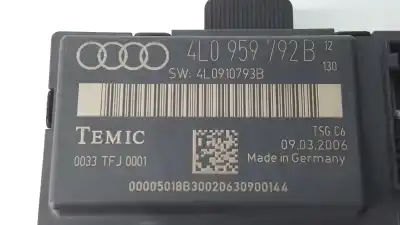 4L0 959 792B 12
130
SW: 4L0910793B
TEMIC
0033 TFJ 0001
TSG C6
09.03.2006
Made in Germany
00005018B30020630900144